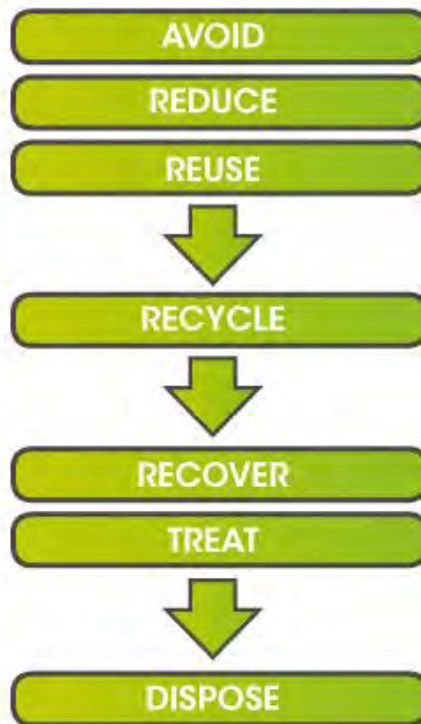 AVOID
REDUCE
REUSE
RECYCLE
RECOVER
TREAT
DISPOSE